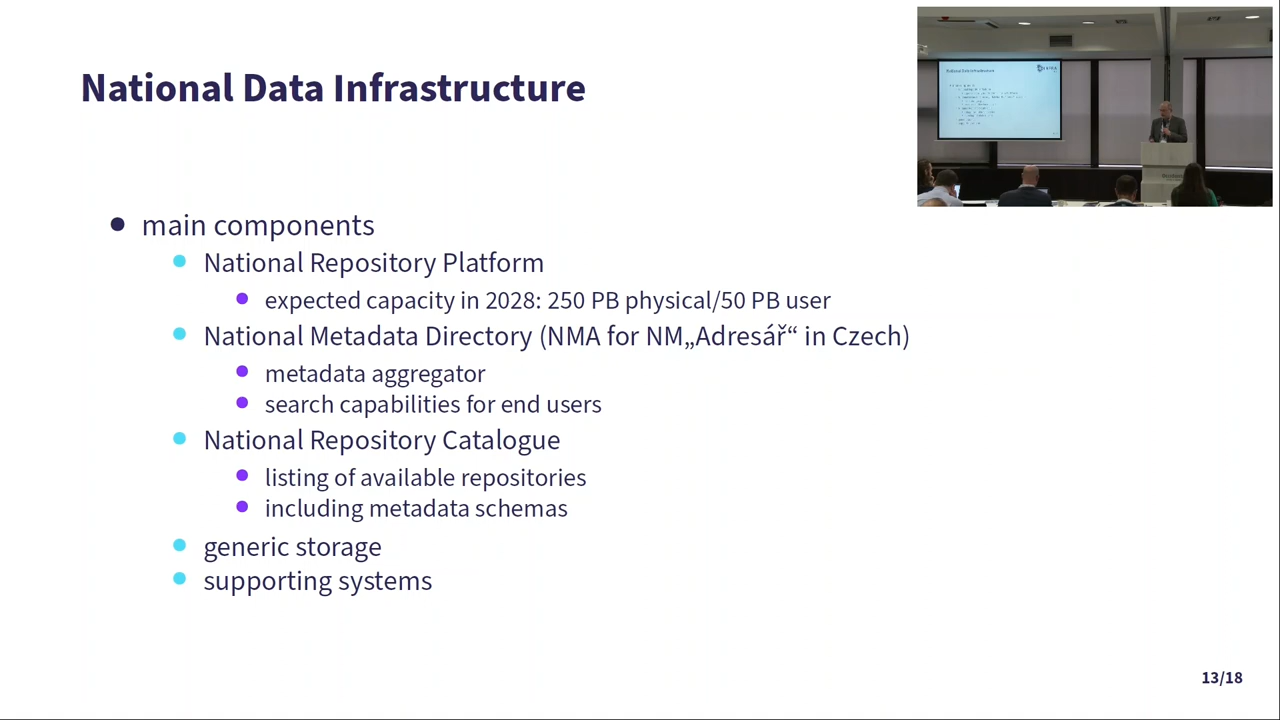 National Data Infrastructure
main components
National Repository Platform
expected capacity in 2028: 250 PB physical/50 PB user
National Metadada Directory (NMA for NM„Adresář“ in Czech)
metadata aggregator
search capabilities for end users
National Repository Catalogue
listing of available repositories
including metadata schemas
generic storage
supporting systems
13/18